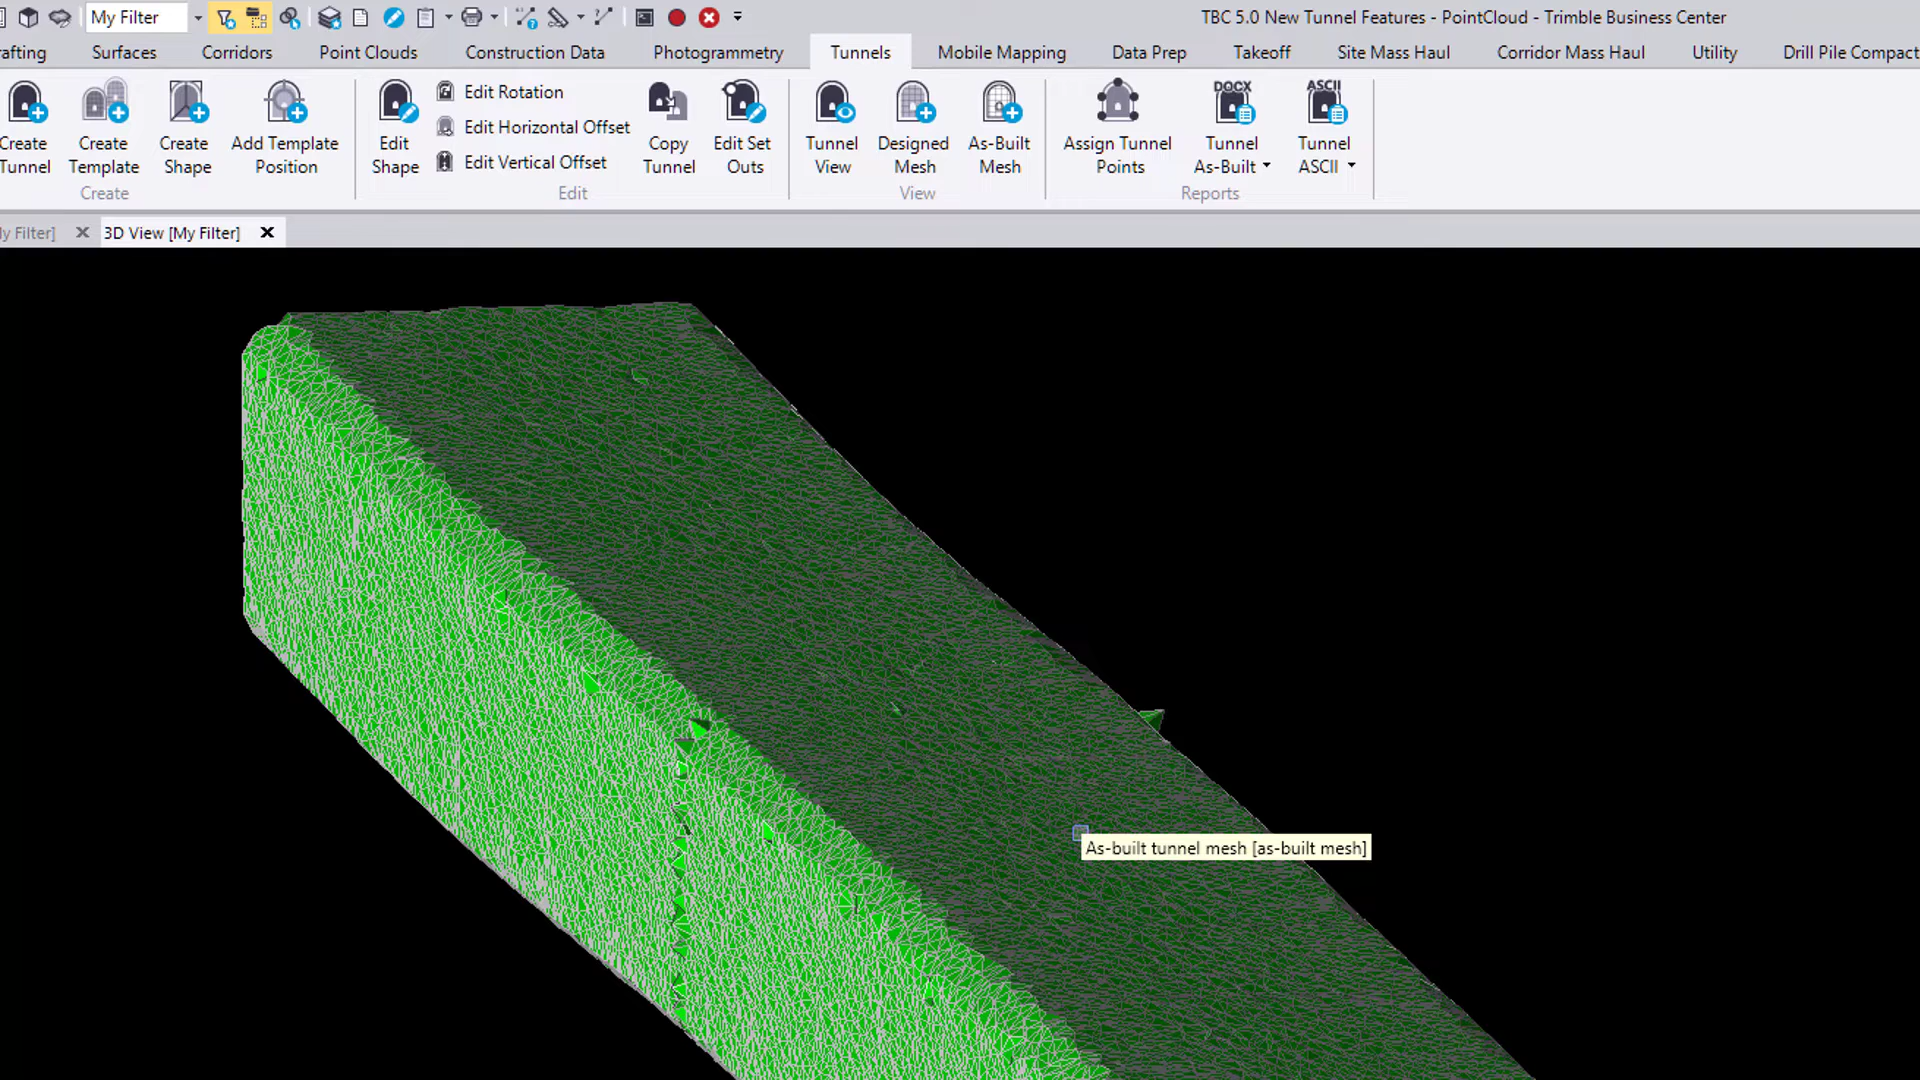 My Filter
TBC 5.0 New Tunnel Features - PointCloud - Trimble Business Center
rafting Surfaces Corridors Point Clouds Construction Data Photogrammetry Tunnels Mobile Mapping Data Prep Takeoff Site Mass Haul Corridor Mass Haul Utility Drill Pile Compact
Create Tunnel
Create Template
Create Shape
Add Template Position
Create
Edit Shape
Edit Rotation
Edit Horizontal Offset
Edit Vertical Offset
Copy Tunnel
Edit Set Outs
Edit
Tunnel View
Designed Mesh
As-Built Mesh
View
Assign Tunnel Points
DOCX
Tunnel As-Built
ASCII
Tunnel ASCII
Reports
ly Filter]
3D View [My Filter]
As-built tunnel mesh [as-built mesh]